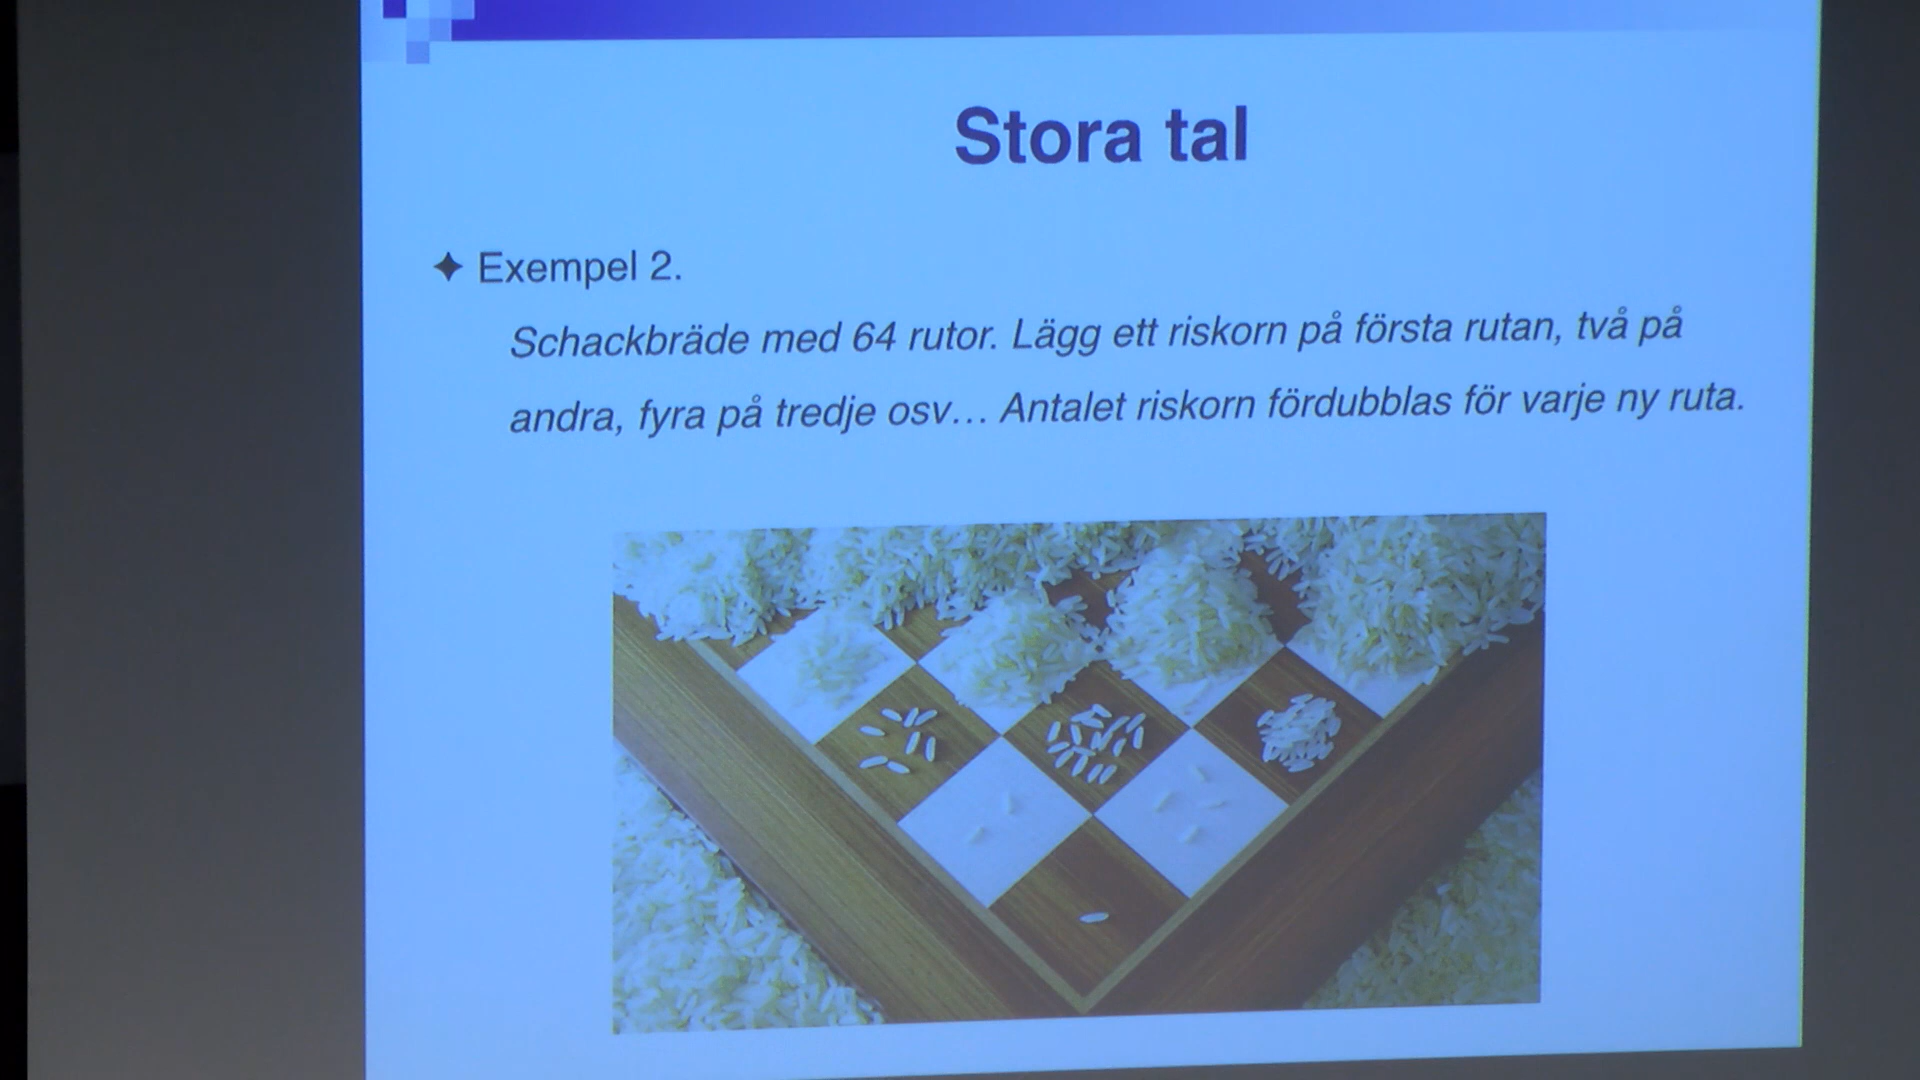 Stora tal
✦ Exempel 2.
Schackbräde med 64 rutor. Lägg ett riskorn på första rutan, två på
andra, fyra på tredje osv... Antalet riskorn fördubblas för varje ny ruta.